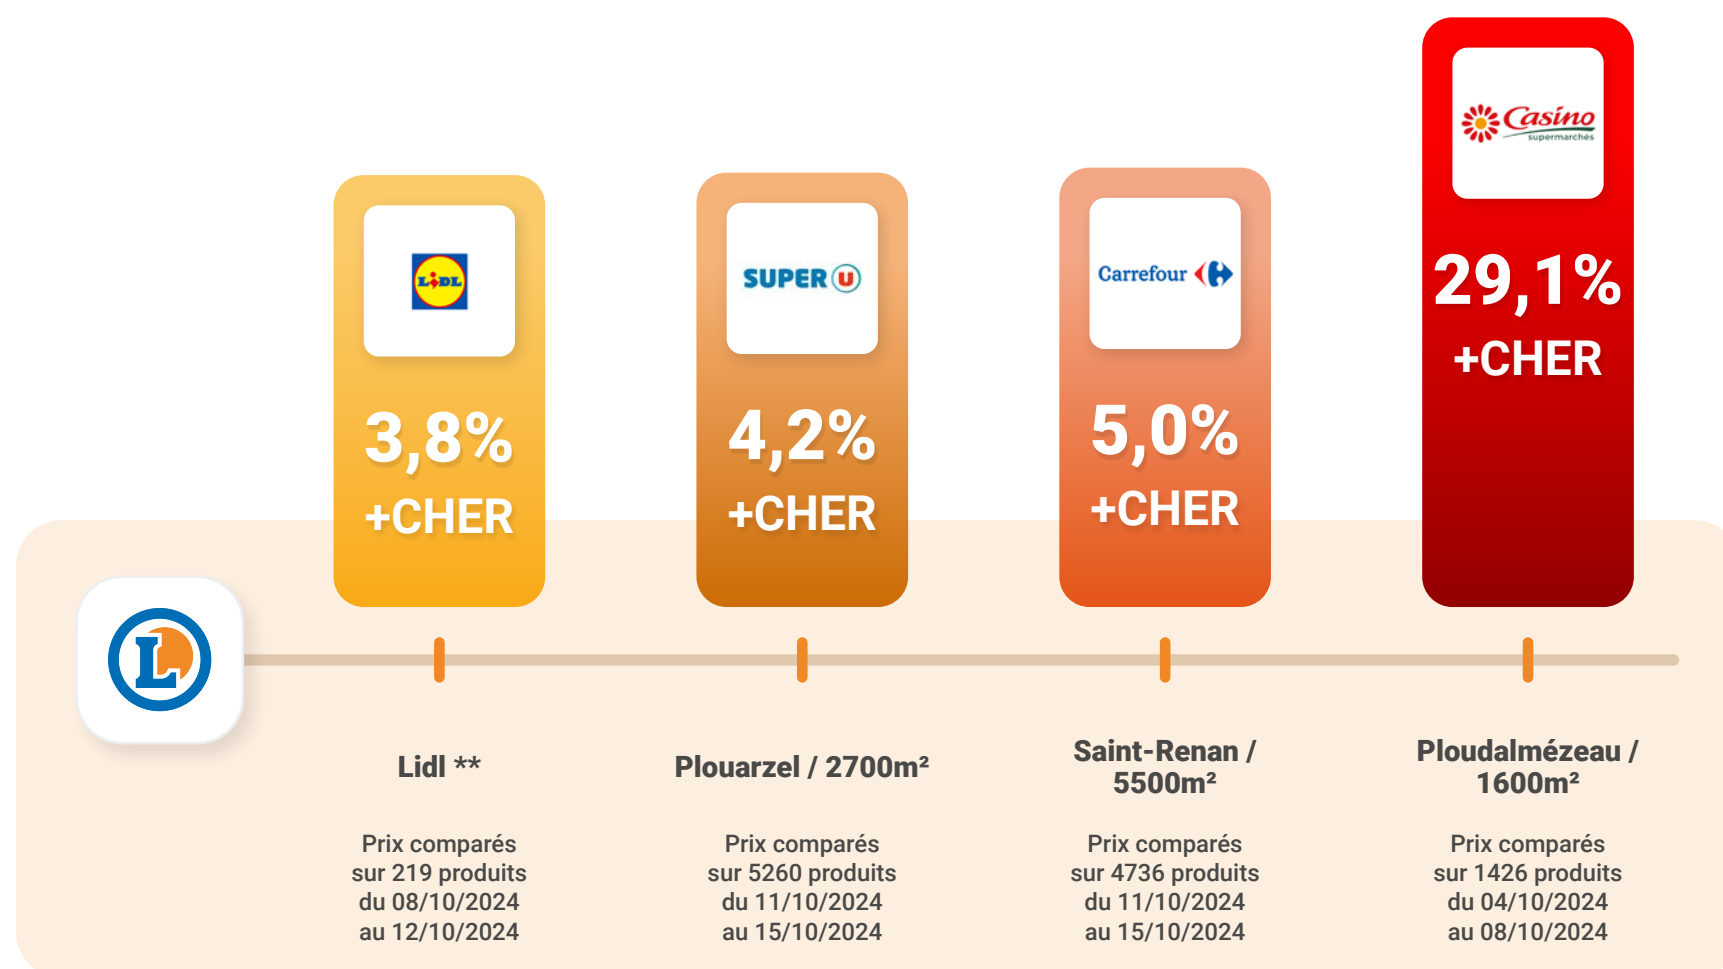 LIDL
3,8%
+CHER
SUPER U
4,2%
+CHER
Carrefour
5,0%
+CHER
Casino
supermarchés
29,1%
+CHER
L
Lidl **
Prix comparés
sur 219 produits
du 08/10/2024
au 12/10/2024
Plouarzel / 2700m²
Prix comparés
sur 5260 produits
du 11/10/2024
au 15/10/2024
Saint-Renan /
5500m²
Prix comparés
sur 4736 produits
du 11/10/2024
au 15/10/2024
Ploudalmézeau /
1600m²
Prix comparés
sur 1426 produits
du 04/10/2024
au 08/10/2024